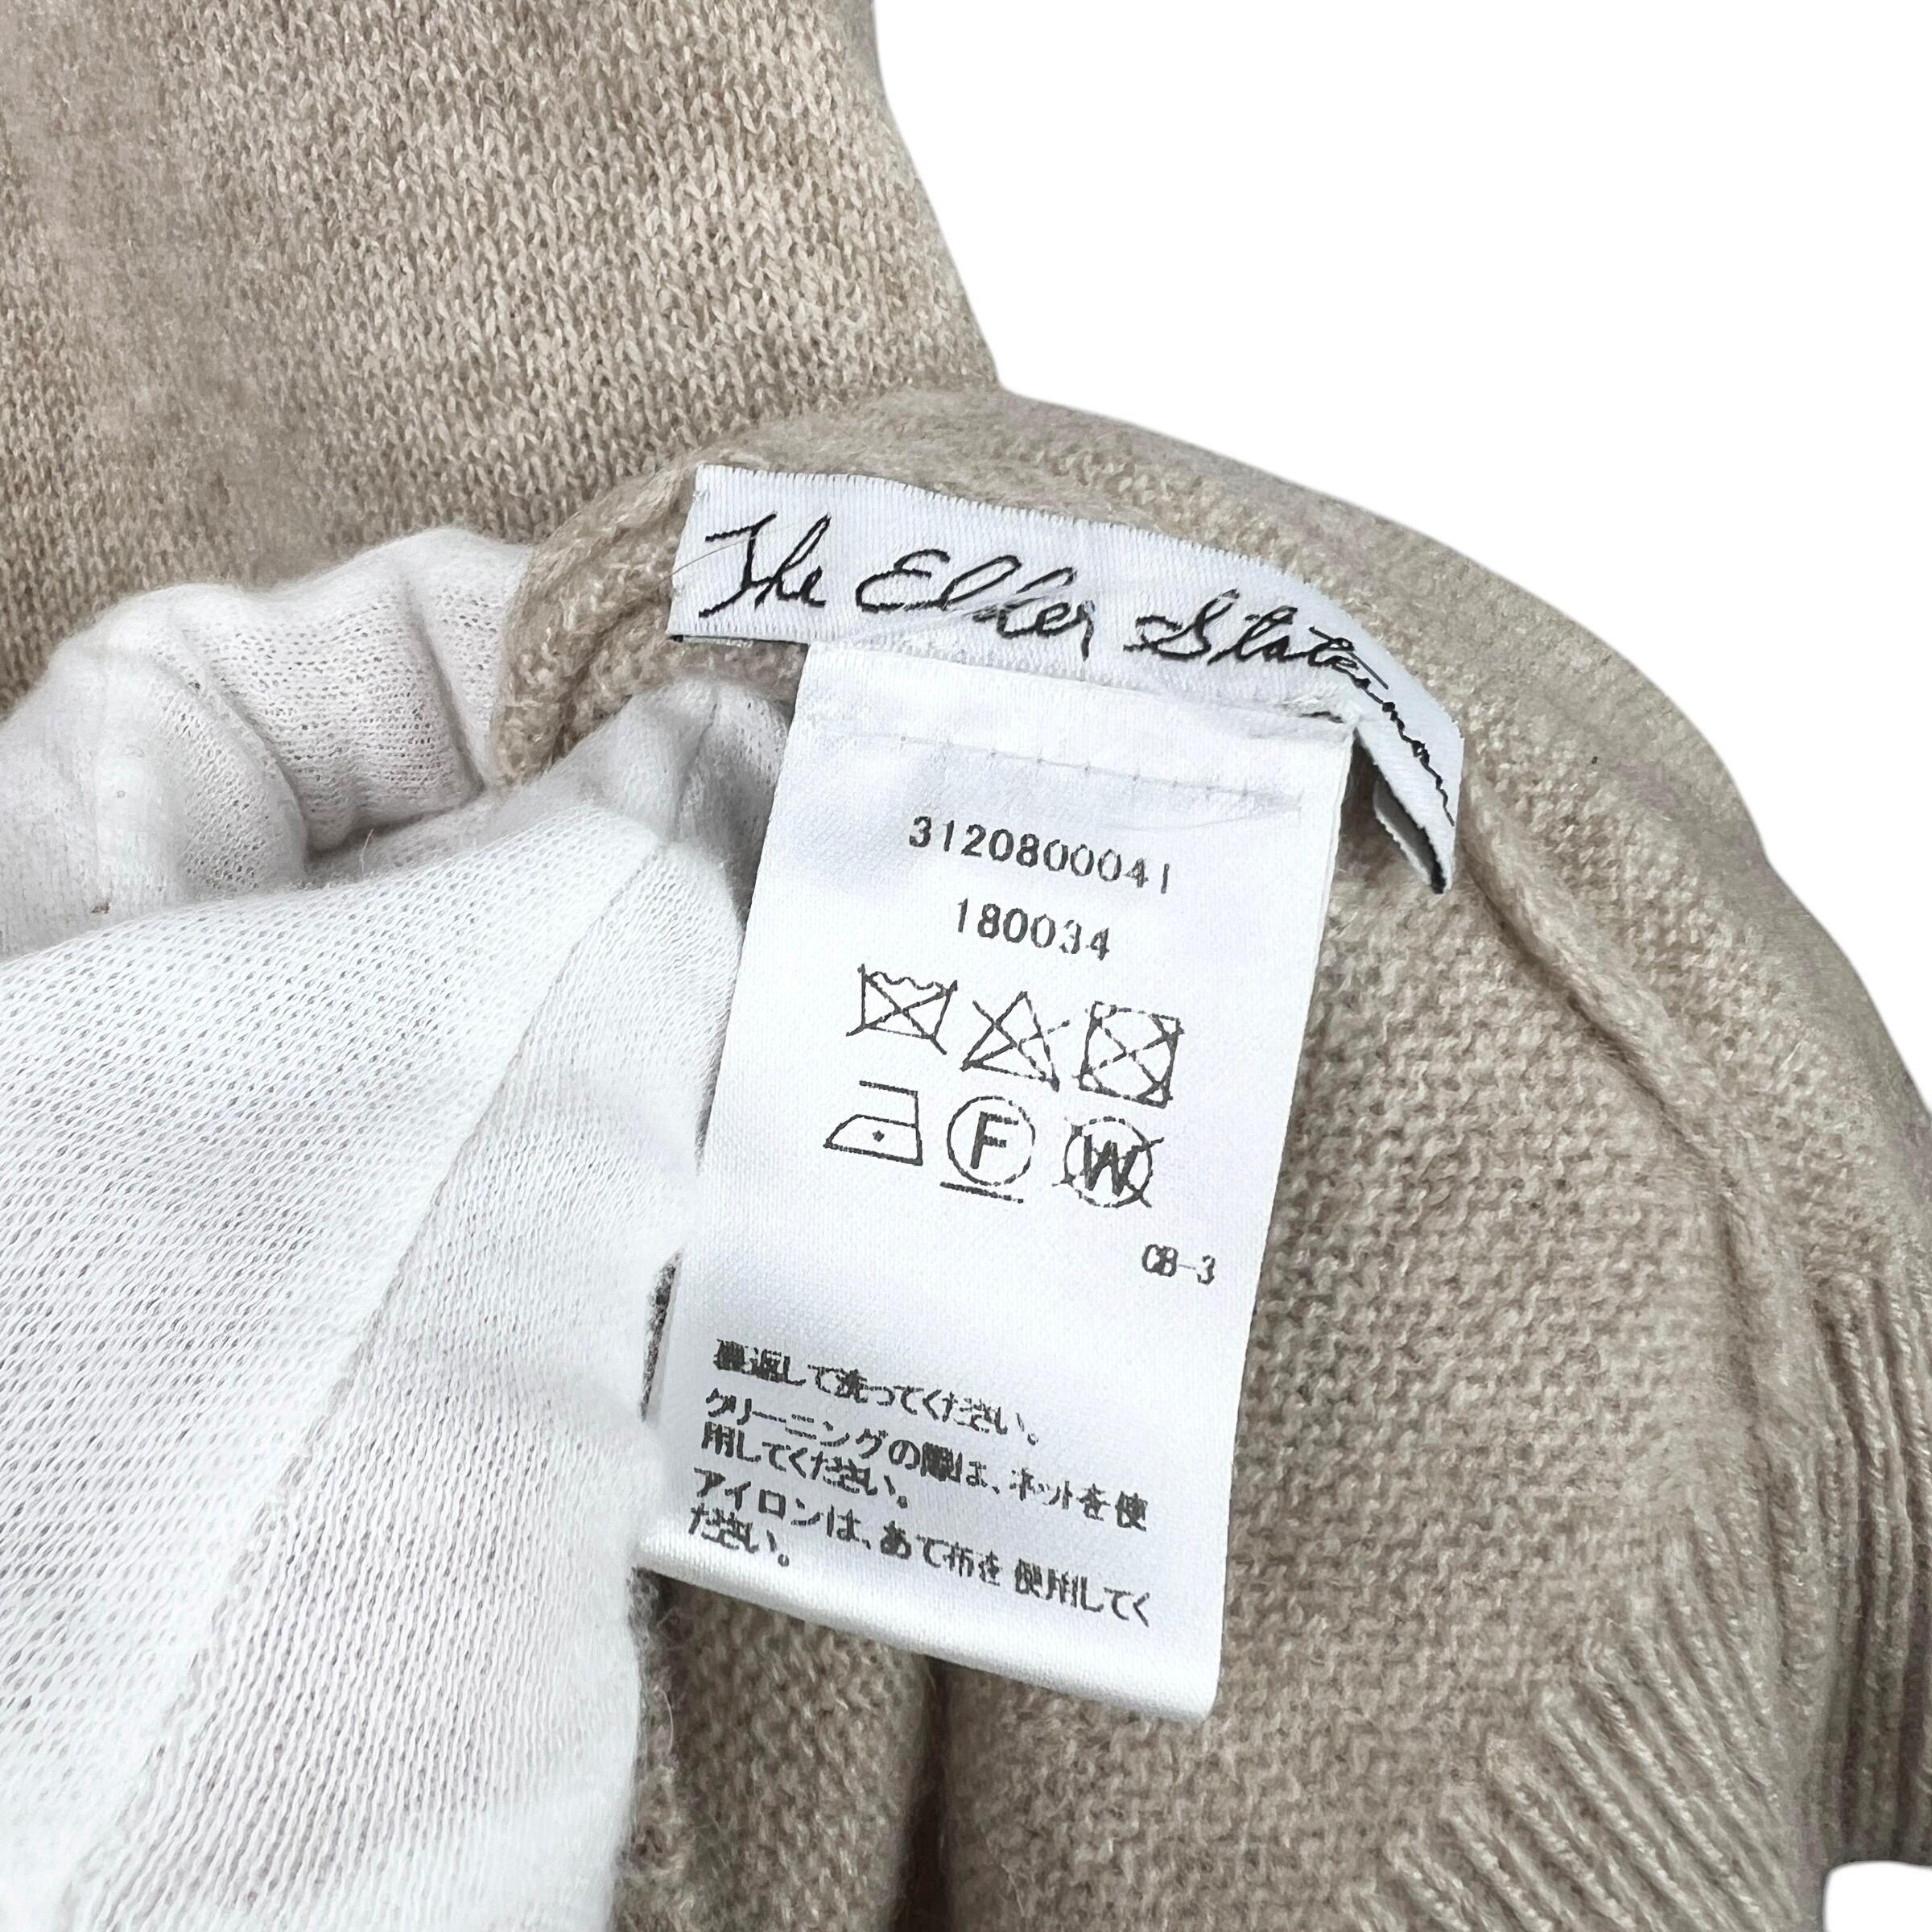 The Elder Statesman
3120800041
180034
F W
CB-3
裏返して洗ってください。
クリーニングの際は、ネットを使
用してください。
アイロンは、あて布を使用してく
ださい。